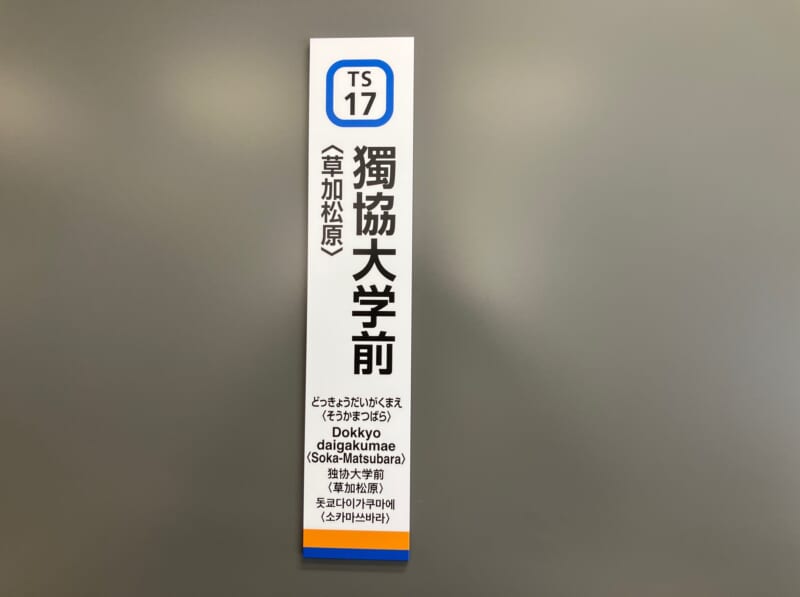 TS
17
獨協大学前
〈草加松原〉
どっきょうだいがくまえ
〈そうかまつばら〉
Dokkyo
daigakumae
〈Soka-Matsubara〉
独协大学前
〈草加松原〉
돗쿄다이가쿠마에
〈소카마쓰바라〉